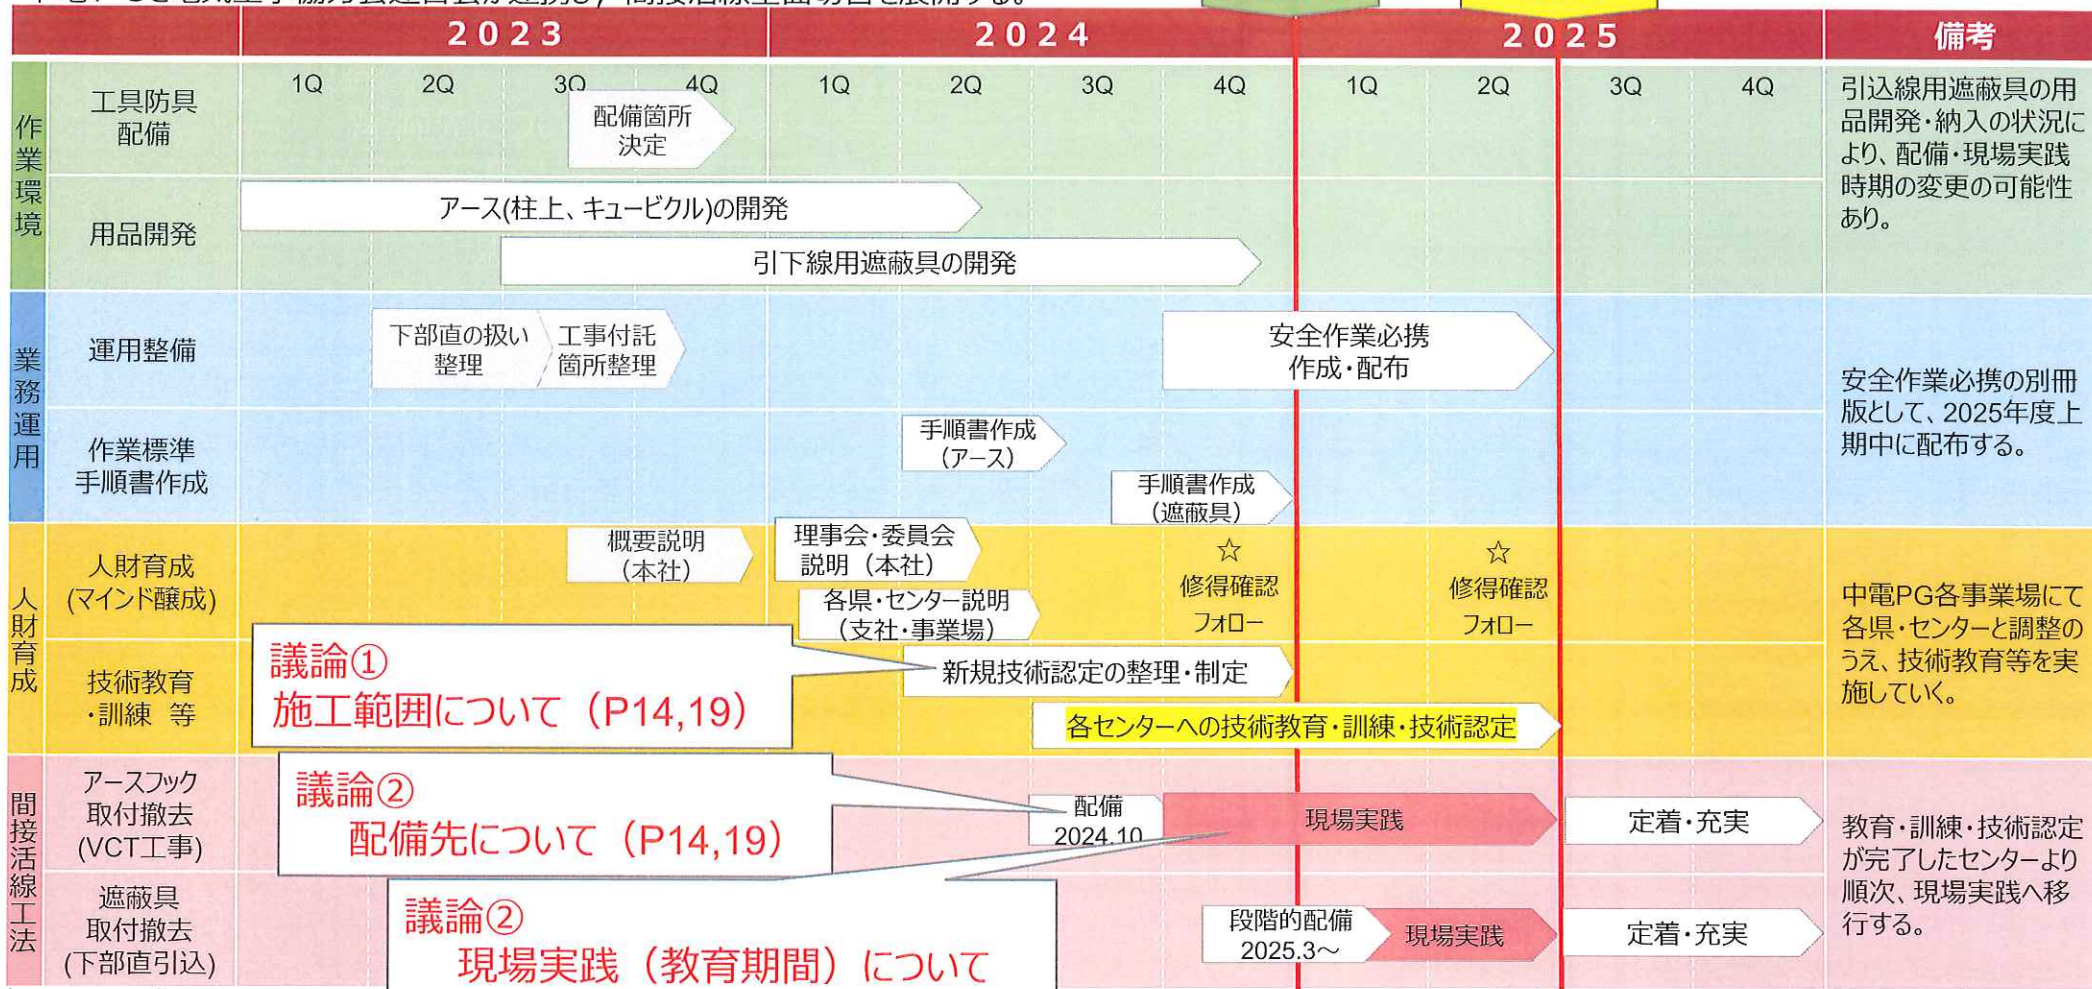 2023
2024
2025
備考
1Q
2Q
3Q
4Q
1Q
2Q
3Q
4Q
1Q
2Q
3Q
4Q
作業環境
工具防具
配備
配備箇所
決定
用品開発
アース(柱上、キュービクル)の開発
引下線用遮蔽具の開発
引込線用遮蔽具の用
品開発・納入の状況に
より、配備・現場実践
時期の変更の可能性
あり。
業務運用
運用整備
下部直の扱い
整理
工事付託
箇所整理
安全作業必携
作成・配布
作業標準
手順書作成
手順書作成
(アース)
手順書作成
(遮蔽具)
安全作業必携の別冊
版として、2025年度上
期中に配布する。
人財育成
人財育成
(マインド醸成)
概要説明
(本社)
理事会・委員会
説明(本社)
各県・センター説明
(支社・事業場)
☆
修得確認
フォロー
☆
修得確認
フォロー
技術教育
・訓練 等
議論①
施工範囲について(P14,19)
新規技術認定の整理・制定
各センターへの技術教育・訓練・技術認定
中電PG各事業場にて
各県・センターと調整の
うえ、技術教育等を実
施していく。
間接活線工法
アースフック
取付撤去
(VCT工事)
議論②
配備先について(P14,19)
配備
2024.10
現場実践
定着・充実
遮蔽具
取付撤去
(下部直引込)
議論②
現場実践(教育期間)について
段階的配備
2025.3～
現場実践
定着・充実
教育・訓練・技術認定
が完了したセンターより
順次、現場実践へ移
行する。